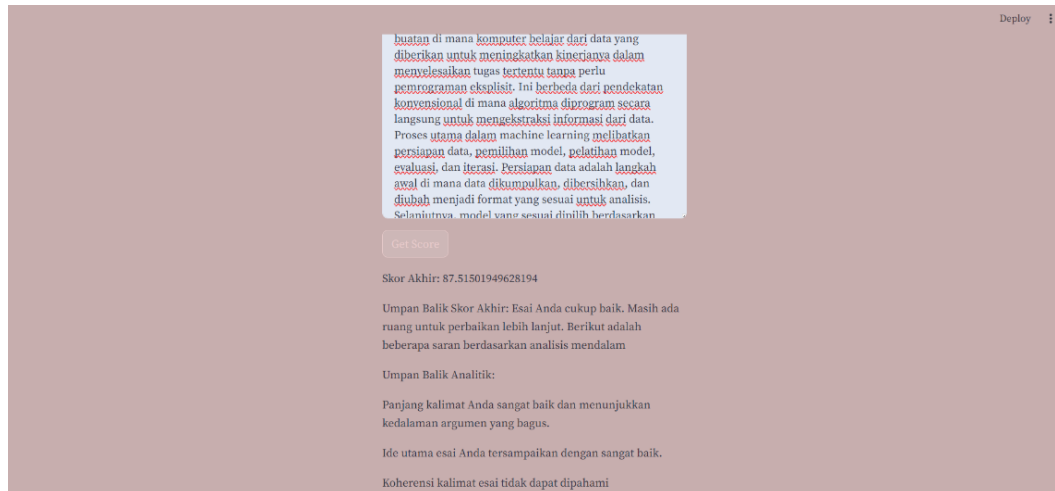 Deploy
buatan di mana komputer belajar dari data yang
diberikan untuk meningkatkan kinerjanya dalam
menyelesaikan tugas tertentu tanpa perlu
pemrograman eksplisit. Ini berbeda dari pendekatan
konvensional di mana algoritma diprogram secara
langsung untuk mengekstraksi informasi dari data.
Proses utama dalam machine learning melibatkan
persiapan data, pemilihan model, pelatihan model,
evaluasi, dan iterasi. Persiapan data adalah langkah
awal di mana data dikumpulkan, dibersihkan, dan
diubah menjadi format yang sesuai untuk analisis.
Selanjutnya, model yang sesuai dipilih berdasarkan
Get Score
Skor Akhir: 87.51501949628194
Umpan Balik Skor Akhir: Esai Anda cukup baik. Masih ada
ruang untuk perbaikan lebih lanjut. Berikut adalah
beberapa saran berdasarkan analisis mendalam
Umpan Balik Analitik:
Panjang kalimat Anda sangat baik dan menunjukkan
kedalaman argumen yang bagus.
Ide utama esai Anda tersampaikan dengan sangat baik.
Koherensi kalimat esai tidak dapat dipahami